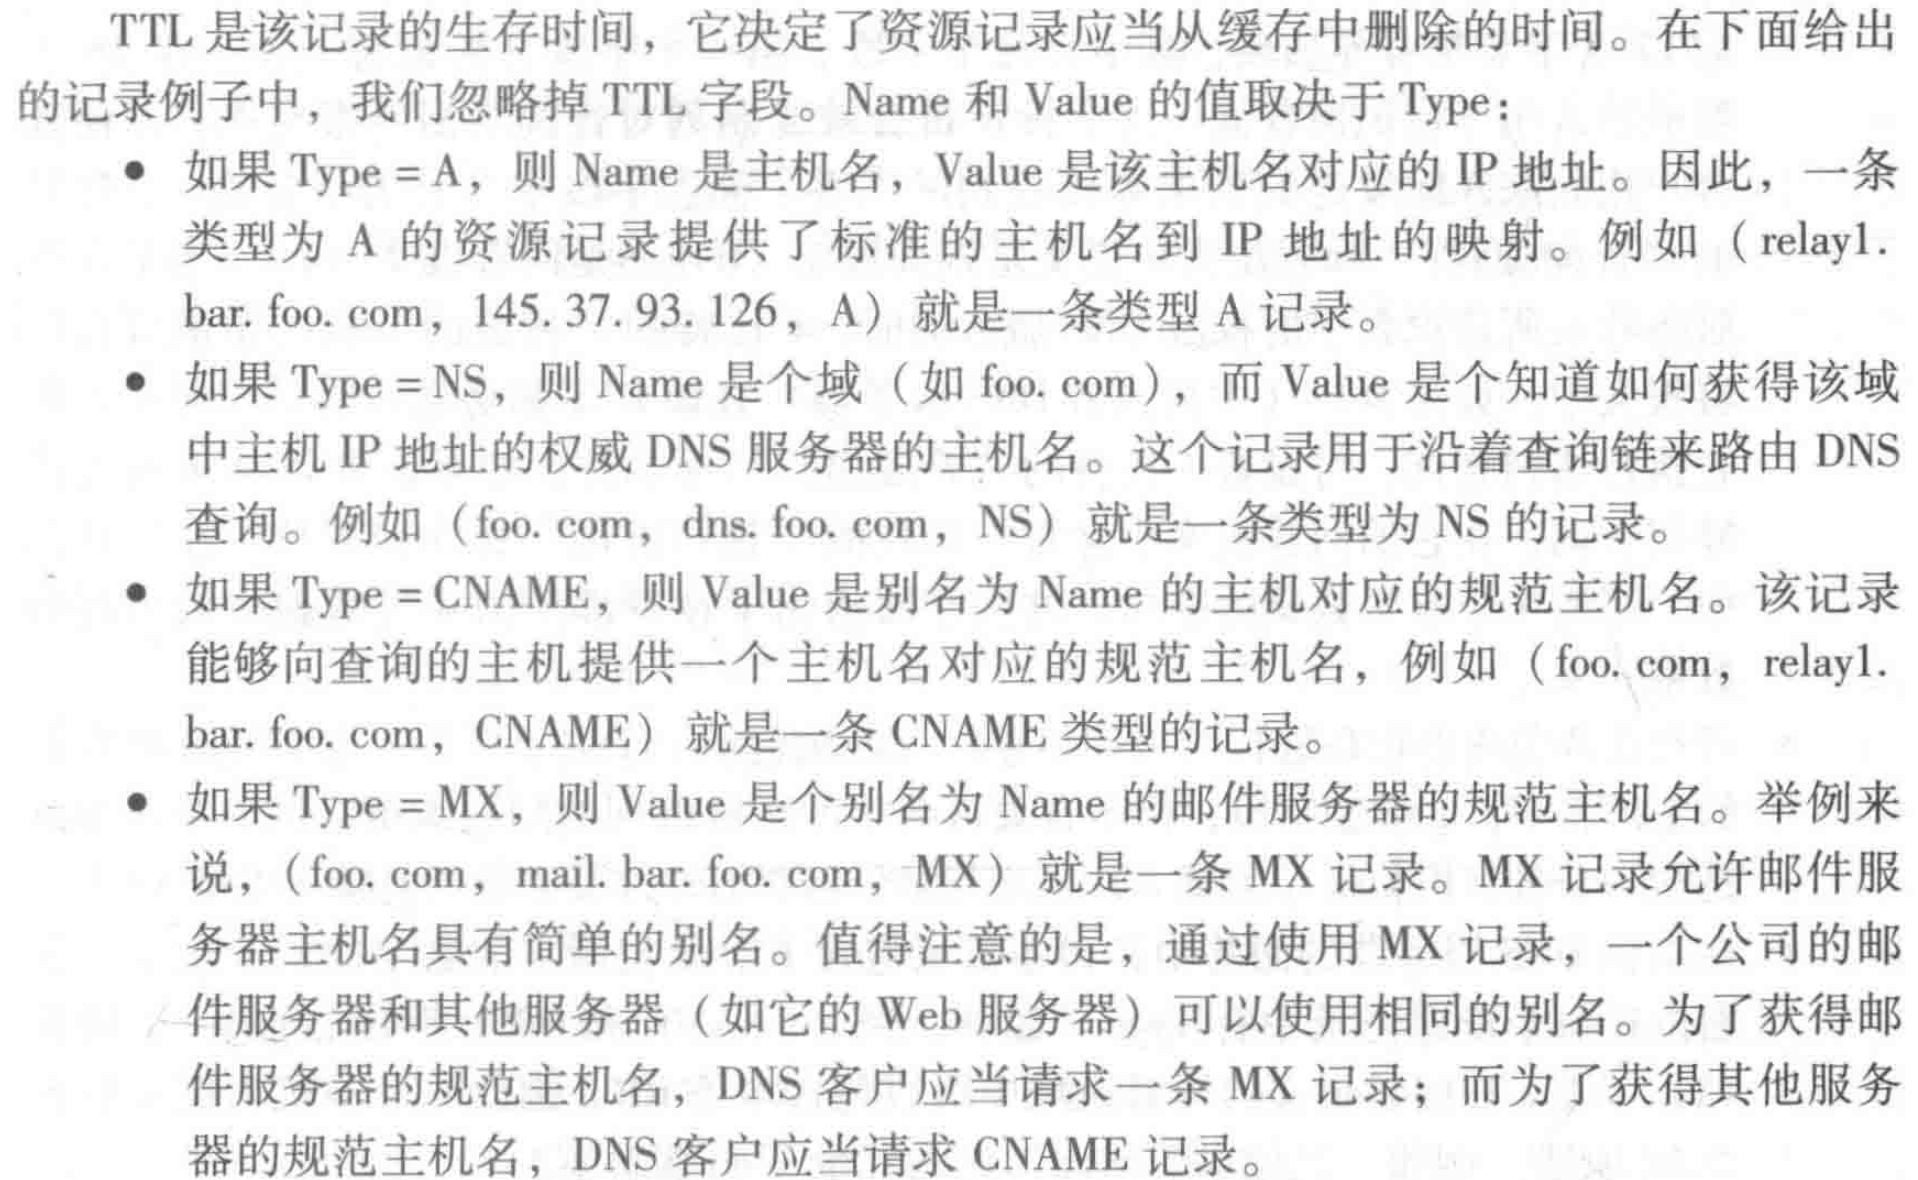 TTL 是该记录的生存时间，它决定了资源记录应当从缓存中删除的时间。在下面给出
的记录例子中，我们忽略掉 TTL 字段。Name 和 Value 的值取决于 Type：
• 如果 Type = A，则 Name 是主机名，Value 是该主机名对应的 IP 地址。因此，一条
类型为 A 的资源记录提供了标准的主机名到 IP 地址的映射。例如（relay1.
bar. foo. com，145. 37. 93. 126，A）就是一条类型 A 记录。
• 如果 Type = NS，则 Name 是个域（如 foo. com），而 Value 是个知道如何获得该域
中主机 IP 地址的权威 DNS 服务器的主机名。这个记录用于沿着查询链来路由 DNS
查询。例如（foo. com，dns. foo. com，NS）就是一条类型为 NS 的记录。
• 如果 Type = CNAME，则 Value 是别名为 Name 的主机对应的规范主机名。该记录
能够向查询的主机提供一个主机名对应的规范主机名，例如（foo. com，relay1.
bar. foo. com，CNAME）就是一条 CNAME 类型的记录。
• 如果 Type = MX，则 Value 是个别名为 Name 的邮件服务器的规范主机名。举例来
说，（foo. com，mail. bar. foo. com，MX）就是一条 MX 记录。MX 记录允许邮件服
务器主机名具有简单的别名。值得注意的是，通过使用 MX 记录，一个公司的邮
件服务器和其他服务器（如它的 Web 服务器）可以使用相同的别名。为了获得邮
件服务器的规范主机名，DNS 客户应当请求一条 MX 记录；而为了获得其他服务
器的规范主机名，DNS 客户应当请求 CNAME 记录。